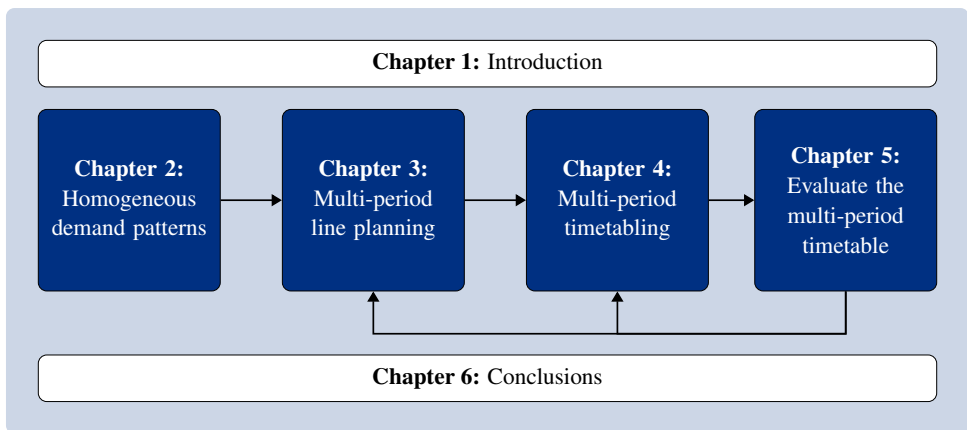 Chapter 1: Introduction
Chapter 2:
Homogeneous
demand patterns
Chapter 3:
Multi-period
line planning
Chapter 4:
Multi-period
timetabling
Chapter 5:
Evaluate the
multi-period
timetable
Chapter 6: Conclusions